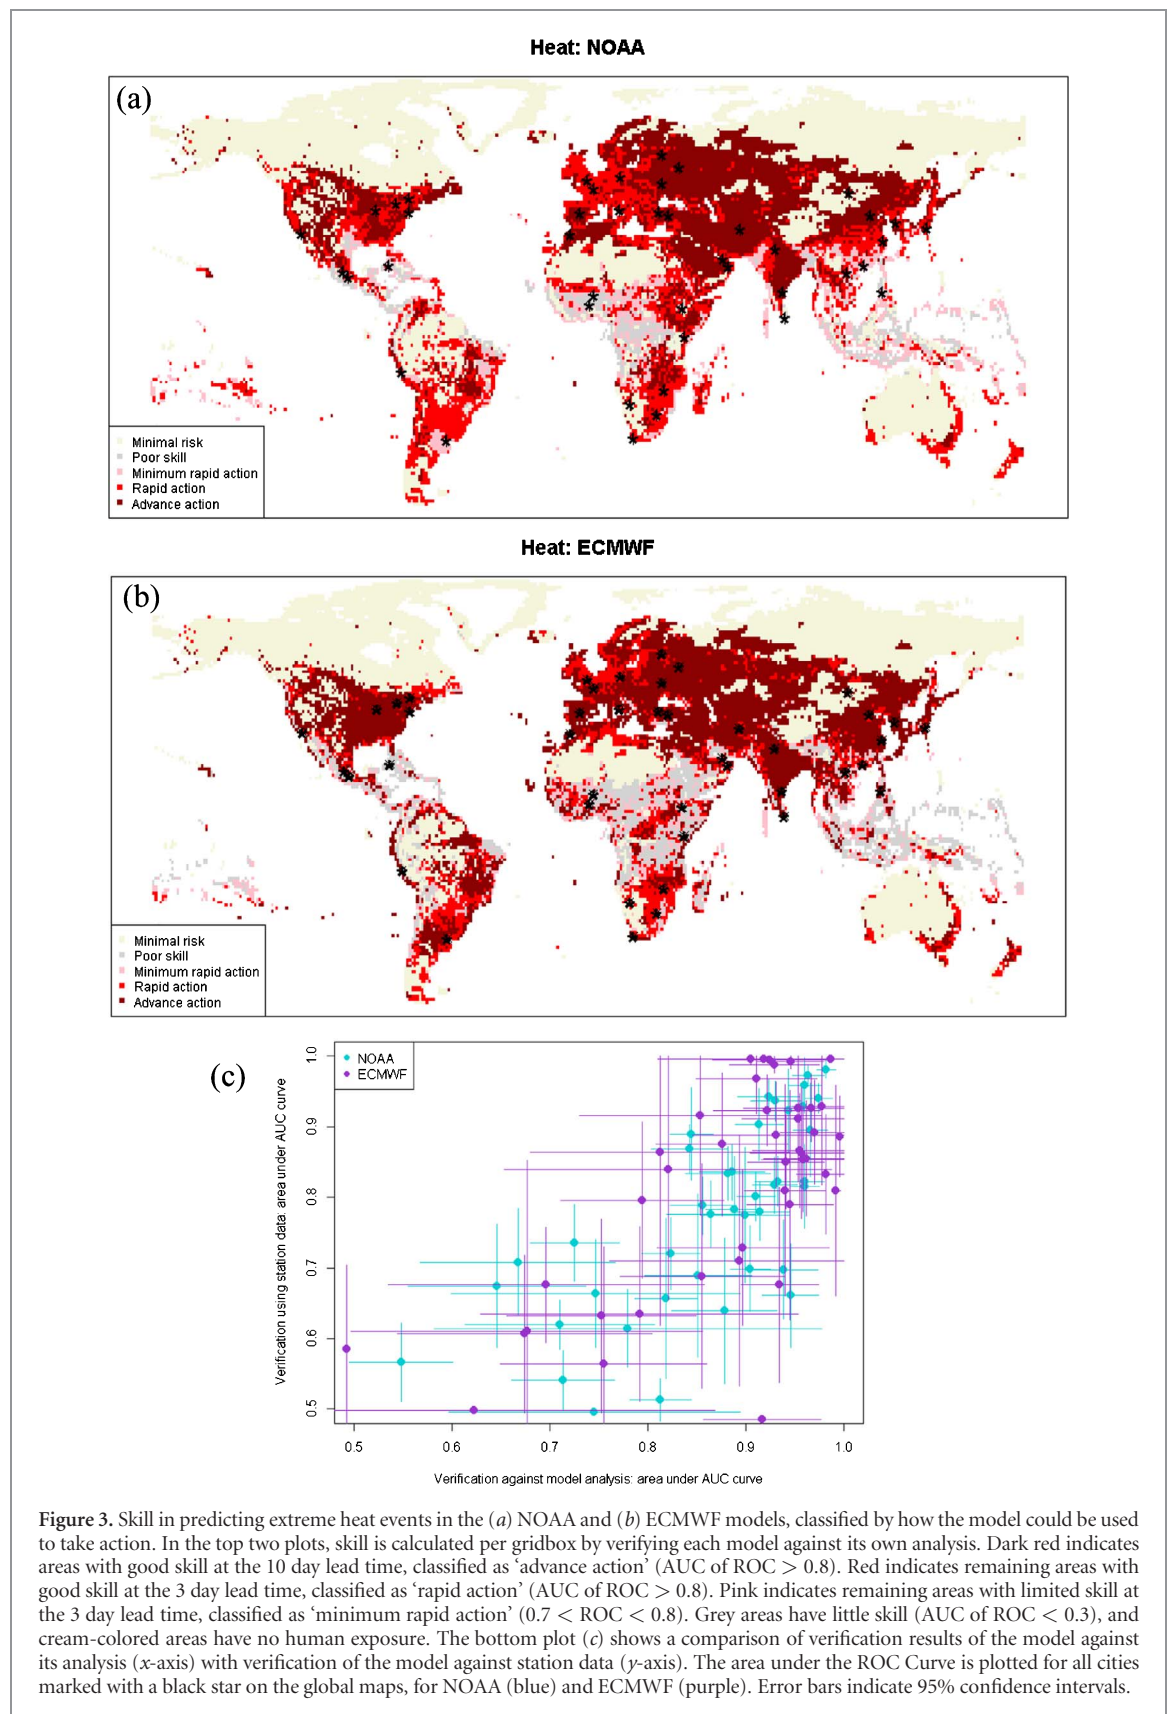 Heat: NOAA
(a)
Minimal risk
Poor skill
Minimum rapid action
Rapid action
Advance action
Heat: ECMWF
(b)
Minimal risk
Poor skill
Minimum rapid action
Rapid action
Advance action
(c)
NOAA
ECMWF
Verification using station data: area under AUC curve
1.0
0.9
0.8
0.7
0.6
0.5
0.5 0.6 0.7 0.8 0.9 1.0
Verification against model analysis: area under AUC curve
Figure 3. Skill in predicting extreme heat events in the (a) NOAA and (b) ECMWF models, classified by how the model could be used
to take action. In the top two plots, skill is calculated per gridbox by verifying each model against its own analysis. Dark red indicates
areas with good skill at the 10 day lead time, classified as ‘advance action’ (AUC of ROC > 0.8). Red indicates remaining areas with
good skill at the 3 day lead time, classified as ‘rapid action’ (AUC of ROC > 0.8). Pink indicates remaining areas with limited skill at
the 3 day lead time, classified as ‘minimum rapid action’ (0.7 < ROC < 0.8). Grey areas have little skill (AUC of ROC < 0.3), and
cream-colored areas have no human exposure. The bottom plot (c) shows a comparison of verification results of the model against
its analysis (x-axis) with verification of the model against station data (y-axis). The area under the ROC Curve is plotted for all cities
marked with a black star on the global maps, for NOAA (blue) and ECMWF (purple). Error bars indicate 95% confidence intervals.